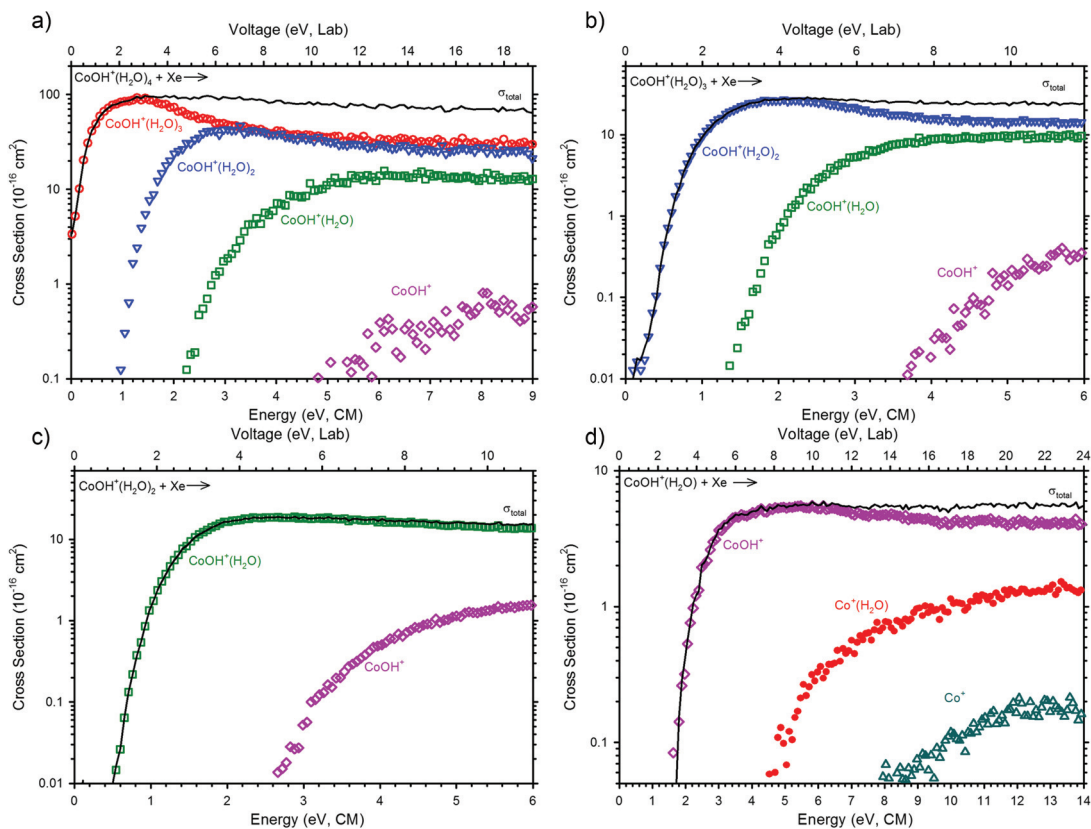 a)
Voltage (eV, Lab)
0 2 4 6 8 10 12 14 16 18
CoOH⁺(H₂O)₄ + Xe →
σtotal
CoOH⁺(H₂O)₃
CoOH⁺(H₂O)₂
CoOH⁺(H₂O)
CoOH⁺
Cross Section (10⁻¹⁶ cm²)
100
10
1
0.1
0 1 2 3 4 5 6 7 8 9
Energy (eV, CM)
b)
Voltage (eV, Lab)
0 2 4 6 8 10
CoOH⁺(H₂O)₃ + Xe →
σtotal
CoOH⁺(H₂O)₂
CoOH⁺(H₂O)
CoOH⁺
Cross Section (10⁻¹⁶ cm²)
10
1
0.1
0.01
0 1 2 3 4 5 6
Energy (eV, CM)
c)
Voltage (eV, Lab)
0 2 4 6 8 10
CoOH⁺(H₂O)₂ + Xe →
σtotal
CoOH⁺(H₂O)
CoOH⁺
Cross Section (10⁻¹⁶ cm²)
10
1
0.1
0.01
0 1 2 3 4 5 6
Energy (eV, CM)
d)
Voltage (eV, Lab)
0 2 4 6 8 10 12 14 16 18 20 22 24
CoOH⁺(H₂O) + Xe →
σtotal
CoOH⁺
Co⁺(H₂O)
Co⁺
Cross Section (10⁻¹⁶ cm²)
10
1
0.1
0 1 2 3 4 5 6 7 8 9 10 11 12 13 14
Energy (eV, CM)